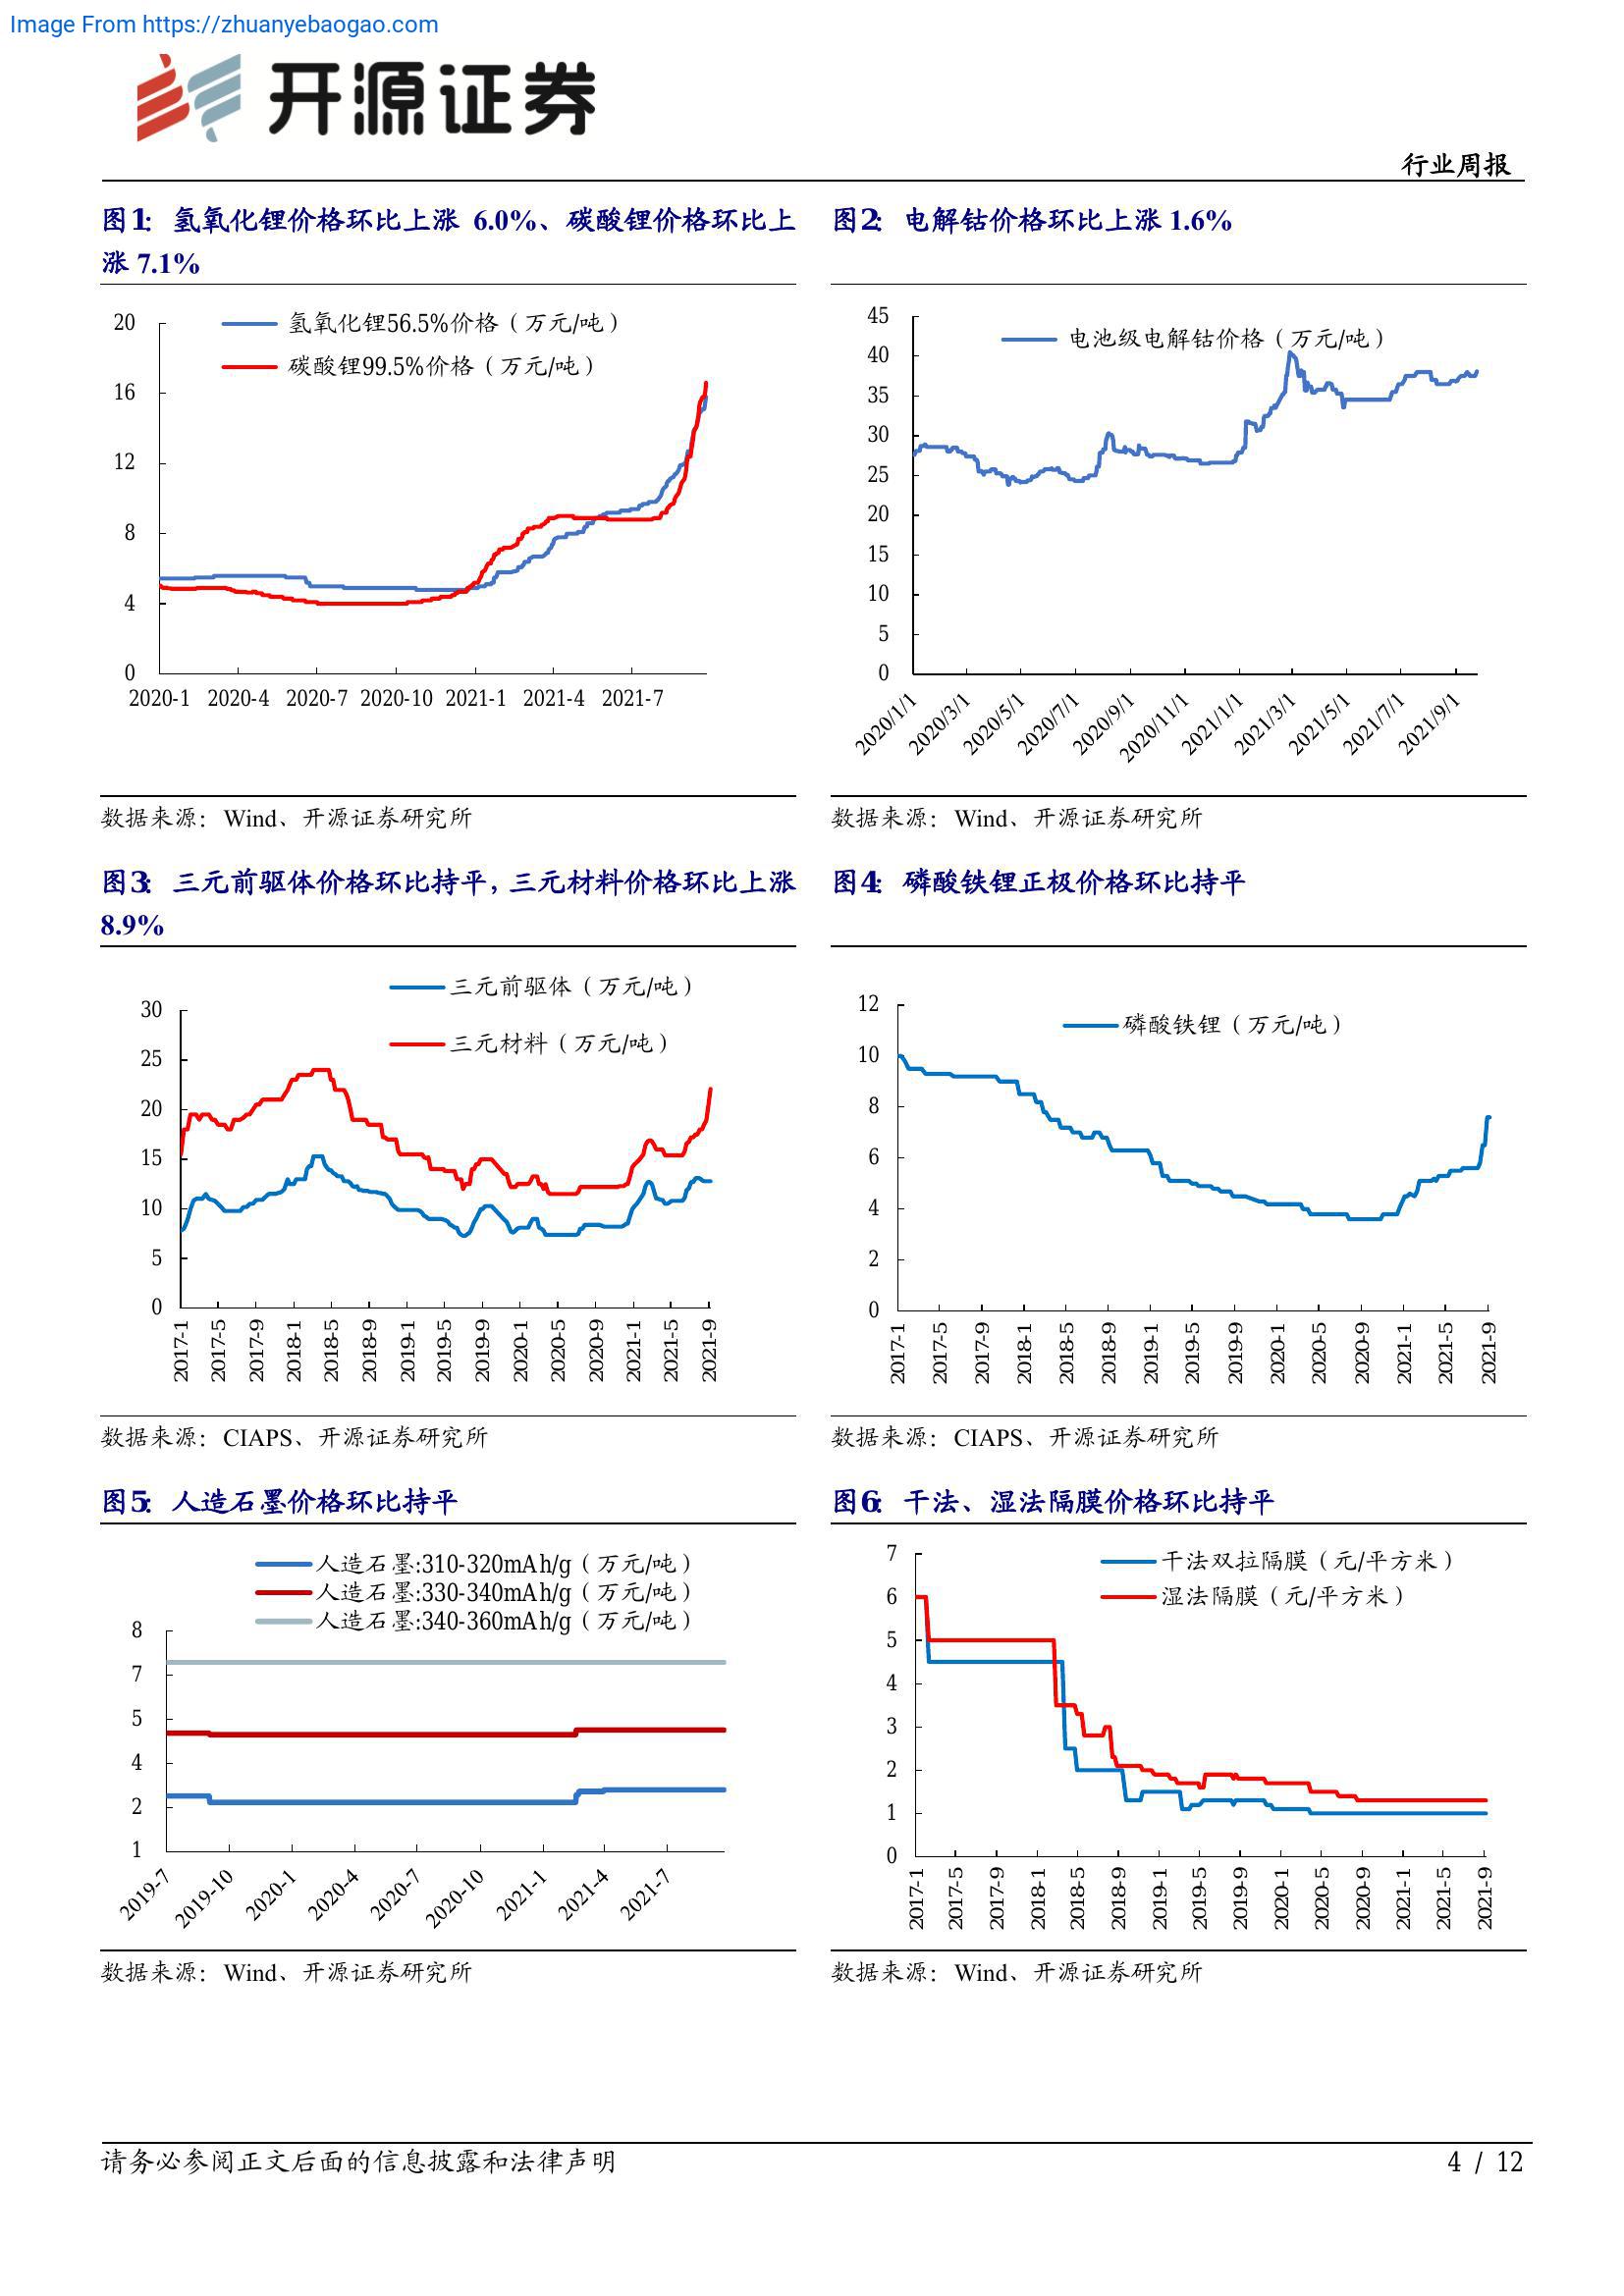 Image From https://zhuanyebaogao.com
开源证券
行业周报
图1: 氢氧化锂价格环比上涨 6.0%、碳酸锂价格环比上
涨 7.1%
氢氧化锂56.5%价格（万元/吨）
碳酸锂99.5%价格（万元/吨）
20
16
12
8
4
0
2020-1 2020-4 2020-7 2020-10 2021-1 2021-4 2021-7
数据来源：Wind、开源证券研究所
图2: 电解钴价格环比上涨 1.6%
电池级电解钴价格（万元/吨）
45
40
35
30
25
20
15
10
5
0
2020/1/1 2020/3/1 2020/5/1 2020/7/1 2020/9/1 2020/11/1 2021/1/1 2021/3/1 2021/5/1 2021/7/1 2021/9/1
数据来源：Wind、开源证券研究所
图3: 三元前驱体价格环比持平，三元材料价格环比上涨
8.9%
三元前驱体（万元/吨）
三元材料（万元/吨）
30
25
20
15
10
5
0
2017-1 2017-5 2017-9 2018-1 2018-5 2018-9 2019-1 2019-5 2019-9 2020-1 2020-5 2020-9 2021-1 2021-5 2021-9
数据来源：CIAPS、开源证券研究所
图4: 磷酸铁锂正极价格环比持平
磷酸铁锂（万元/吨）
12
10
8
6
4
2
0
2017-1 2017-5 2017-9 2018-1 2018-5 2018-9 2019-1 2019-5 2019-9 2020-1 2020-5 2020-9 2021-1 2021-5 2021-9
数据来源：CIAPS、开源证券研究所
图5: 人造石墨价格环比持平
人造石墨:310-320mAh/g（万元/吨）
人造石墨:330-340mAh/g（万元/吨）
人造石墨:340-360mAh/g（万元/吨）
8
7
5
4
2
1
2019-7 2019-10 2020-1 2020-4 2020-7 2020-10 2021-1 2021-4 2021-7
数据来源：Wind、开源证券研究所
图6: 干法、湿法隔膜价格环比持平
干法双拉隔膜（元/平方米）
湿法隔膜（元/平方米）
7
6
5
4
3
2
1
0
2017-1 2017-5 2017-9 2018-1 2018-5 2018-9 2019-1 2019-5 2019-9 2020-1 2020-5 2020-9 2021-1 2021-5 2021-9
数据来源：Wind、开源证券研究所
请务必参阅正文后面的信息披露和法律声明
4 / 12